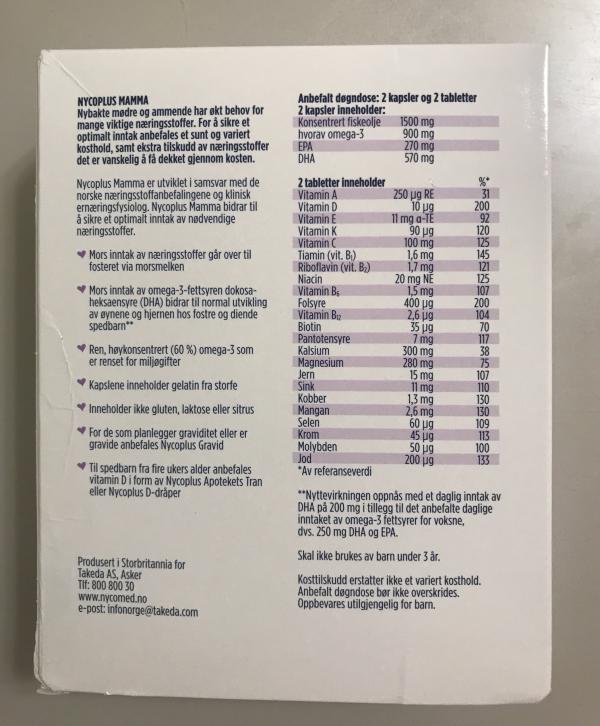 NYCOPLUS MAMMA
Nybakte mødre og ammende har økt behov for
mange viktige næringsstoffer. For å sikre et
optimalt inntak anbefales et sunt og variert
kosthold, samt ekstra tilskudd av næringsstoffer
det er vanskelig å få dekket gjennom kosten.
Nycoplus Mamma er utviklet i samsvar med de
norske næringsstoffanbefalingene og klinisk
ernæringsfysiolog. Nycoplus Mamma bidrar til
å sikre et optimalt inntak av nødvendige
næringsstoffer.
Mors inntak av næringsstoffer går over til
fosteret via morsmelken
Mors inntak av omega-3-fettsyren dokosa-
heksaensyre (DHA) bidrar til normal utvikling
av øynene og hjernen hos fostre og diende
spedbarn**
Ren, høykonsentrert (60 %) omega-3 som
er renset for miljøgifter
Kapslene inneholder gelatin fra storfe
Inneholder ikke gluten, laktose eller sitrus
For de som planlegger graviditet eller er
gravide anbefales Nycoplus Gravid
Til spedbarn fra fire ukers alder anbefales
vitamin D i form av Nycoplus Apotekets Tran
eller Nycoplus D-dråper
Produsert i Storbritannia for
Takeda AS, Asker
Tlf: 800 800 30
www.nycomed.no
e-post: infonorge@takeda.com
Anbefalt døgndose: 2 kapsler og 2 tabletter
2 kapsler inneholder:
Konsentrert fiskeolje 1500 mg
hvorav omega-3 900 mg
EPA 270 mg
DHA 570 mg
2 tabletter inneholder %*
Vitamin A 250 µg RE 31
Vitamin D 10 µg 200
Vitamin E 11 mg α-TE 92
Vitamin K 90 µg 120
Vitamin C 100 mg 125
Tiamin (vit. B₁) 1,6 mg 145
Riboflavin (vit. B₂) 1,7 mg 121
Niacin 20 mg NE 125
Vitamin B₆ 1,5 mg 107
Folsyre 400 µg 200
Vitamin B₁₂ 2,6 µg 104
Biotin 35 µg 70
Pantotensyre 7 mg 117
Kalsium 300 mg 38
Magnesium 280 mg 75
Jern 15 mg 107
Sink 11 mg 110
Kobber 1,3 mg 130
Mangan 2,6 mg 130
Selen 60 µg 109
Krom 45 µg 113
Molybden 50 µg 100
Jod 200 µg 133
*Av referanseverdi
**Nyttevirkningen oppnås med et daglig inntak av
DHA på 200 mg i tillegg til det anbefalte daglige
inntaket av omega-3 fettsyrer for voksne,
dvs. 250 mg DHA og EPA.
Skal ikke brukes av barn under 3 år.
Kosttilskudd erstatter ikke et variert kosthold.
Anbefalt døgndose bør ikke overskrides.
Oppbevares utilgjengelig for barn.